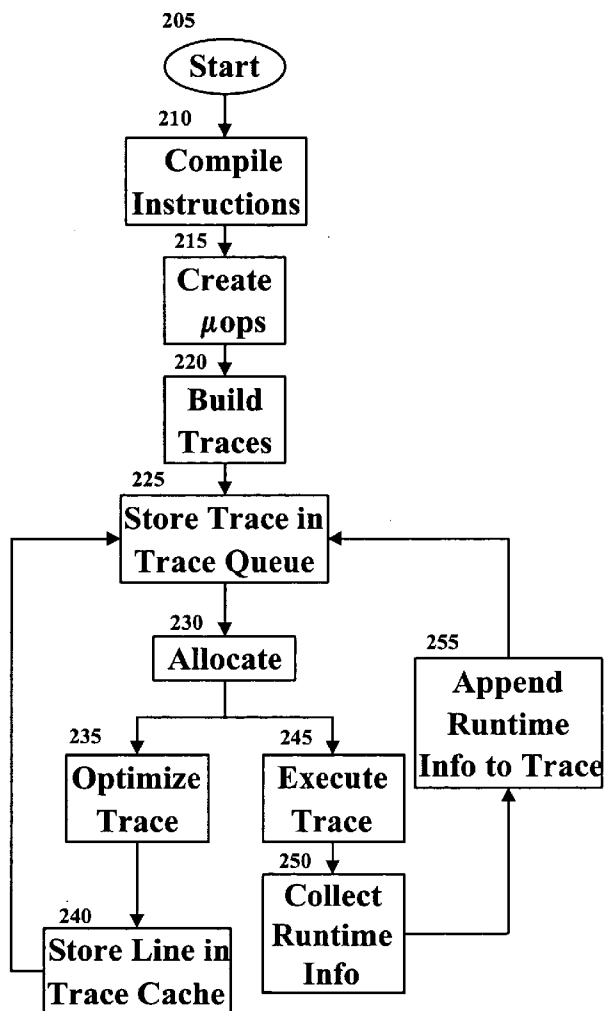 205
Start
210
Compile
Instructions
215
Create
µops
220
Build
Traces
225
Store Trace in
Trace Queue
230
Allocate
235
Optimize
Trace
240
Store Line in
Trace Cache
245
Execute
Trace
250
Collect
Runtime
Info
255
Append
Runtime
Info to Trace